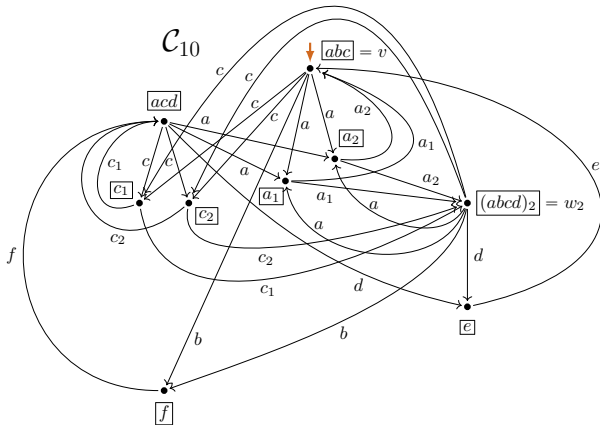 C₁₀
abc = v
acd
c
c
c
c
a
a
a₂
a₁
a
a₂
c₁
c
c
a
a₂
c₁
c₂
a₁
a₁
a
a
(abcd)₂ = w₂
e
c₂
f
c₂
c₁
d
d
e
b
b
f